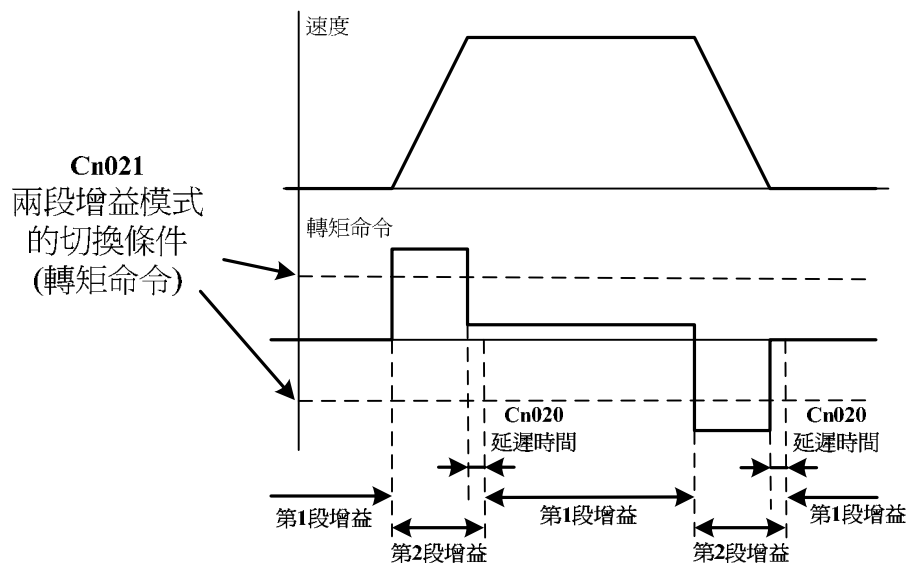 速度
Cn021
兩段增益模式
的切換條件
(轉矩命令)
轉矩命令
Cn020
延遲時間
Cn020
延遲時間
第1段增益
第1段增益
第1段增益
第2段增益
第2段增益